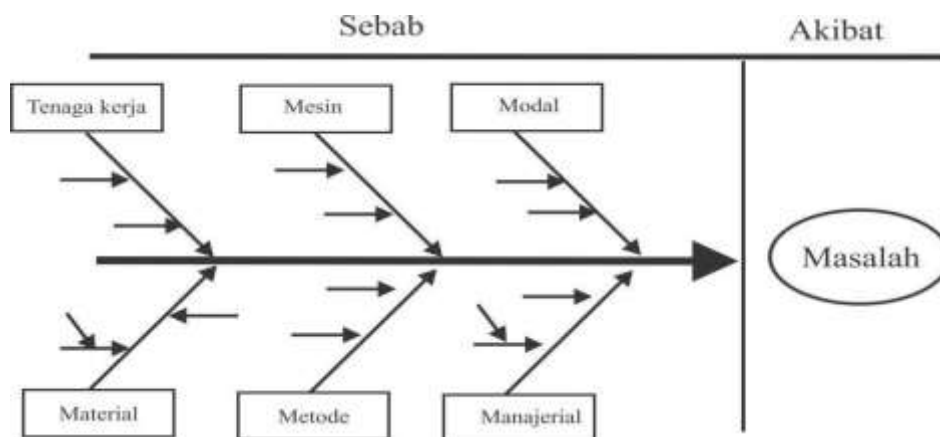 Sebab
Akibat
Tenaga kerja
Mesin
Modal
Masalah
Material
Metode
Manajerial